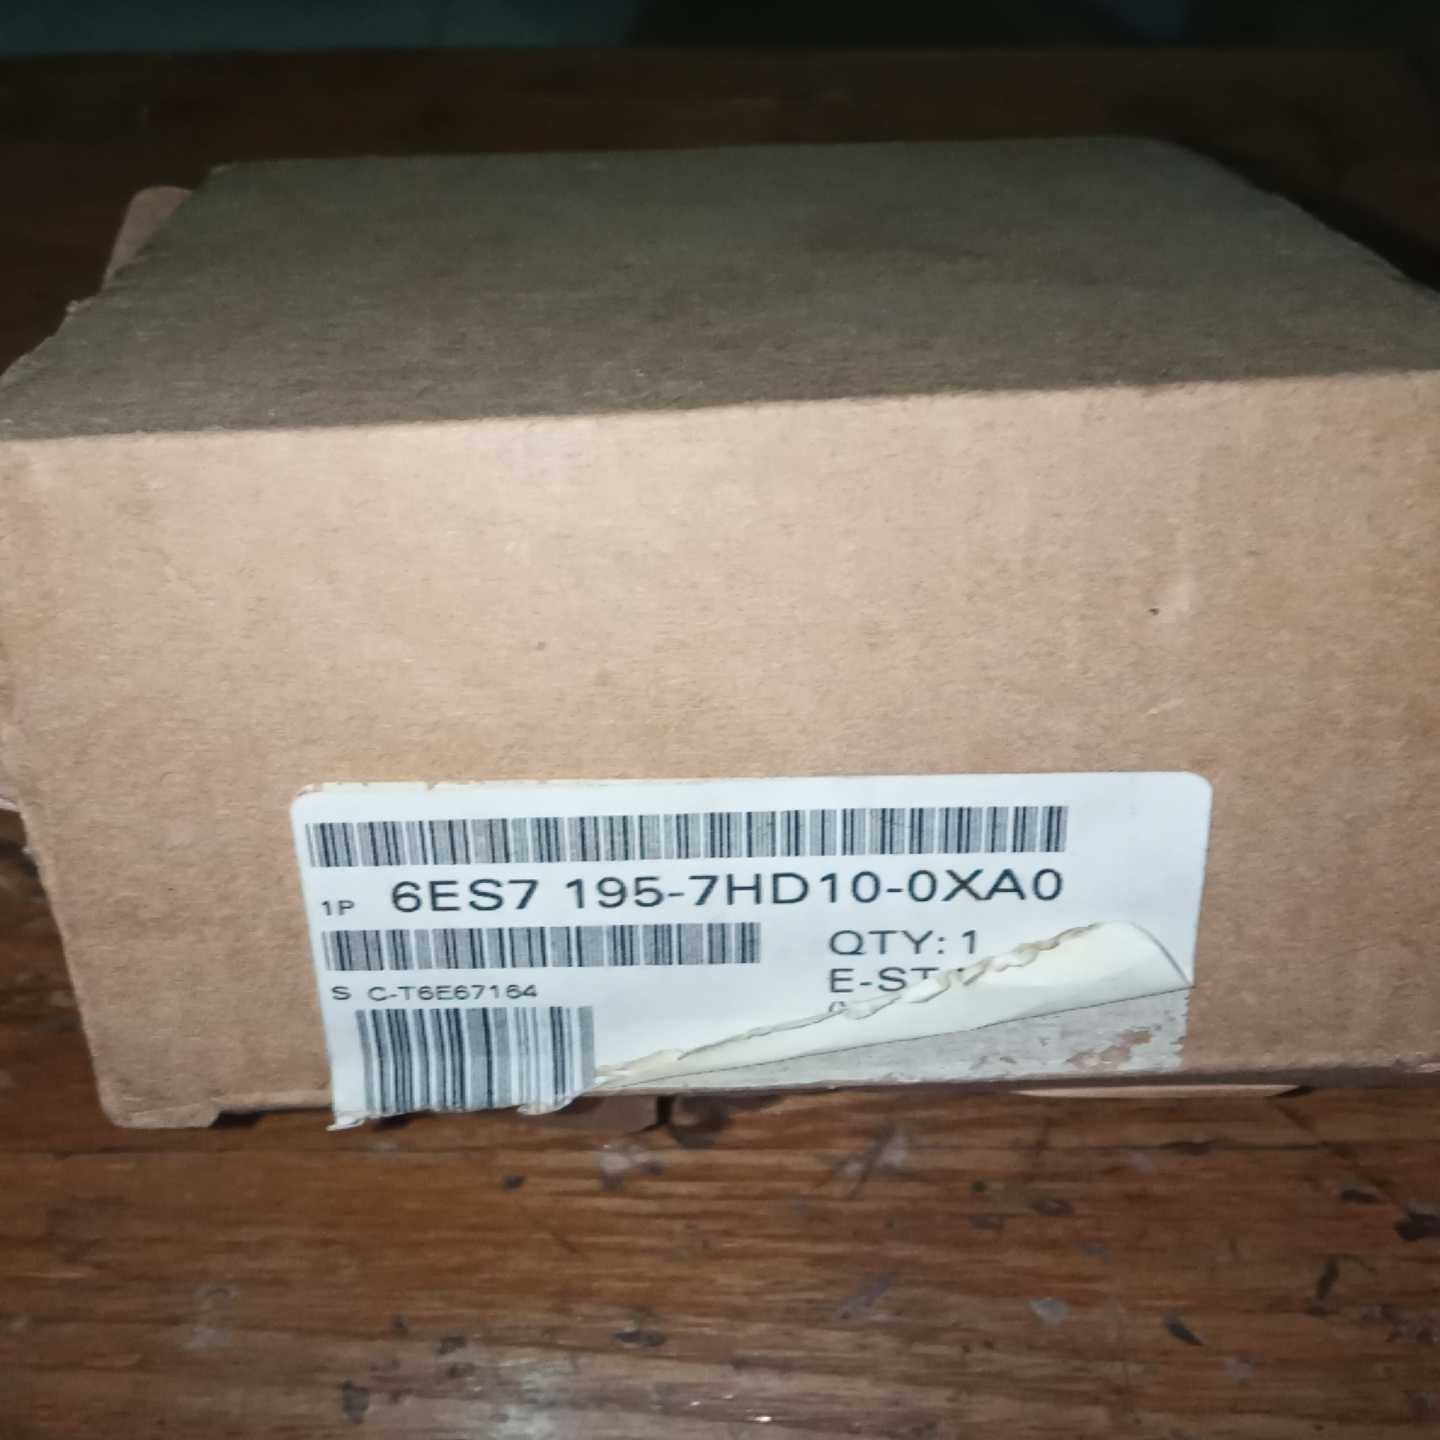 1P 6ES7 195-7HD10-0XA0
QTY: 1
S C-T6E67164